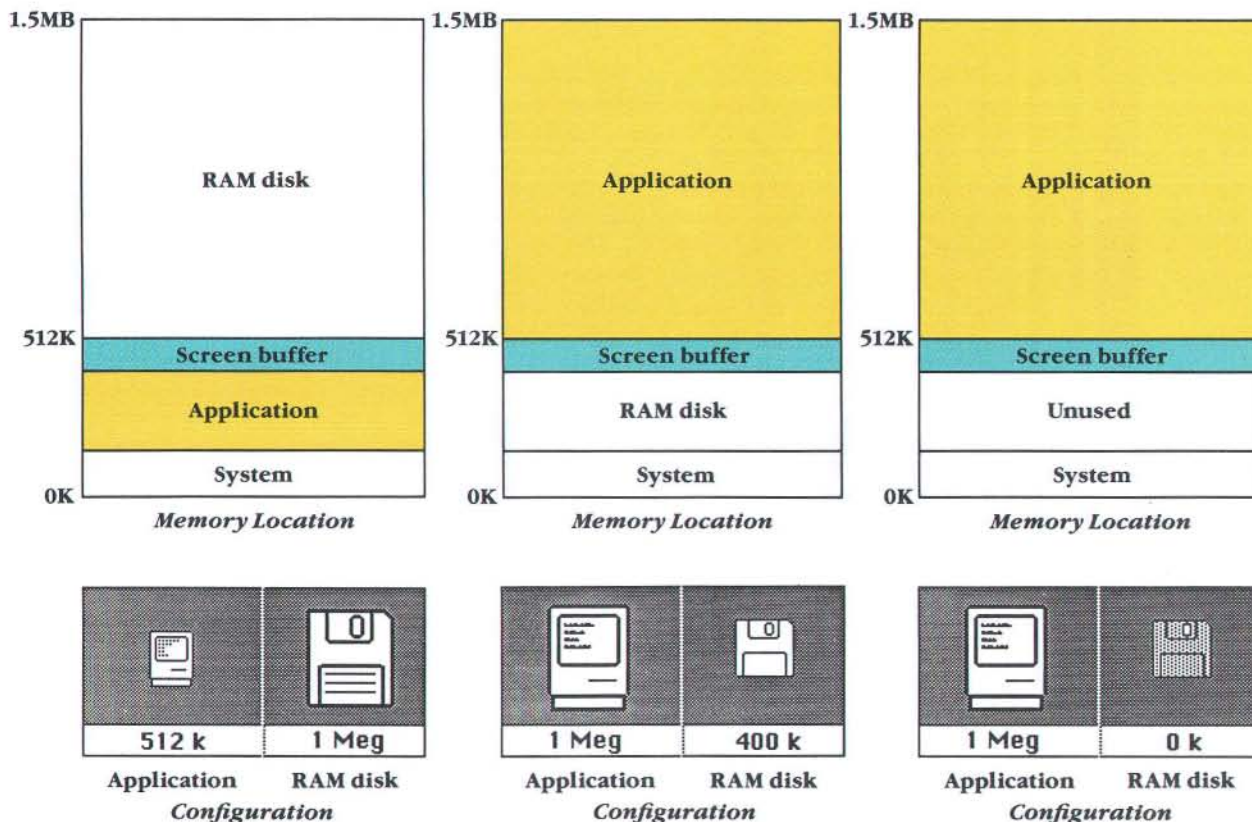 1.5MB
RAM disk
512K
Screen buffer
Application
System
0K
Memory Location
1.5MB
Application
512K
Screen buffer
RAM disk
System
0K
Memory Location
1.5MB
Application
512K
Screen buffer
Unused
System
0K
Memory Location
512 k 1 Meg
Application RAM disk
Configuration
1 Meg 400 k
Application RAM disk
Configuration
1 Meg 0 k
Application RAM disk
Configuration